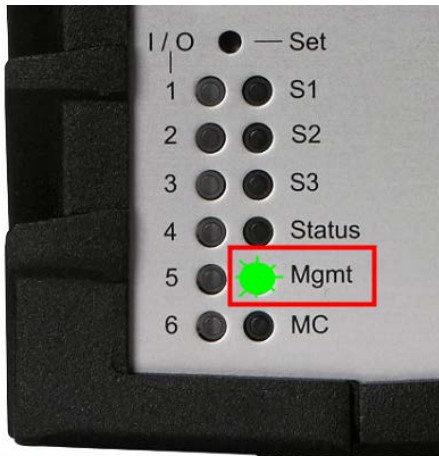 I / O — Set
1 S1
2 S2
3 S3
4 Status
5 Mgmt
6 MC